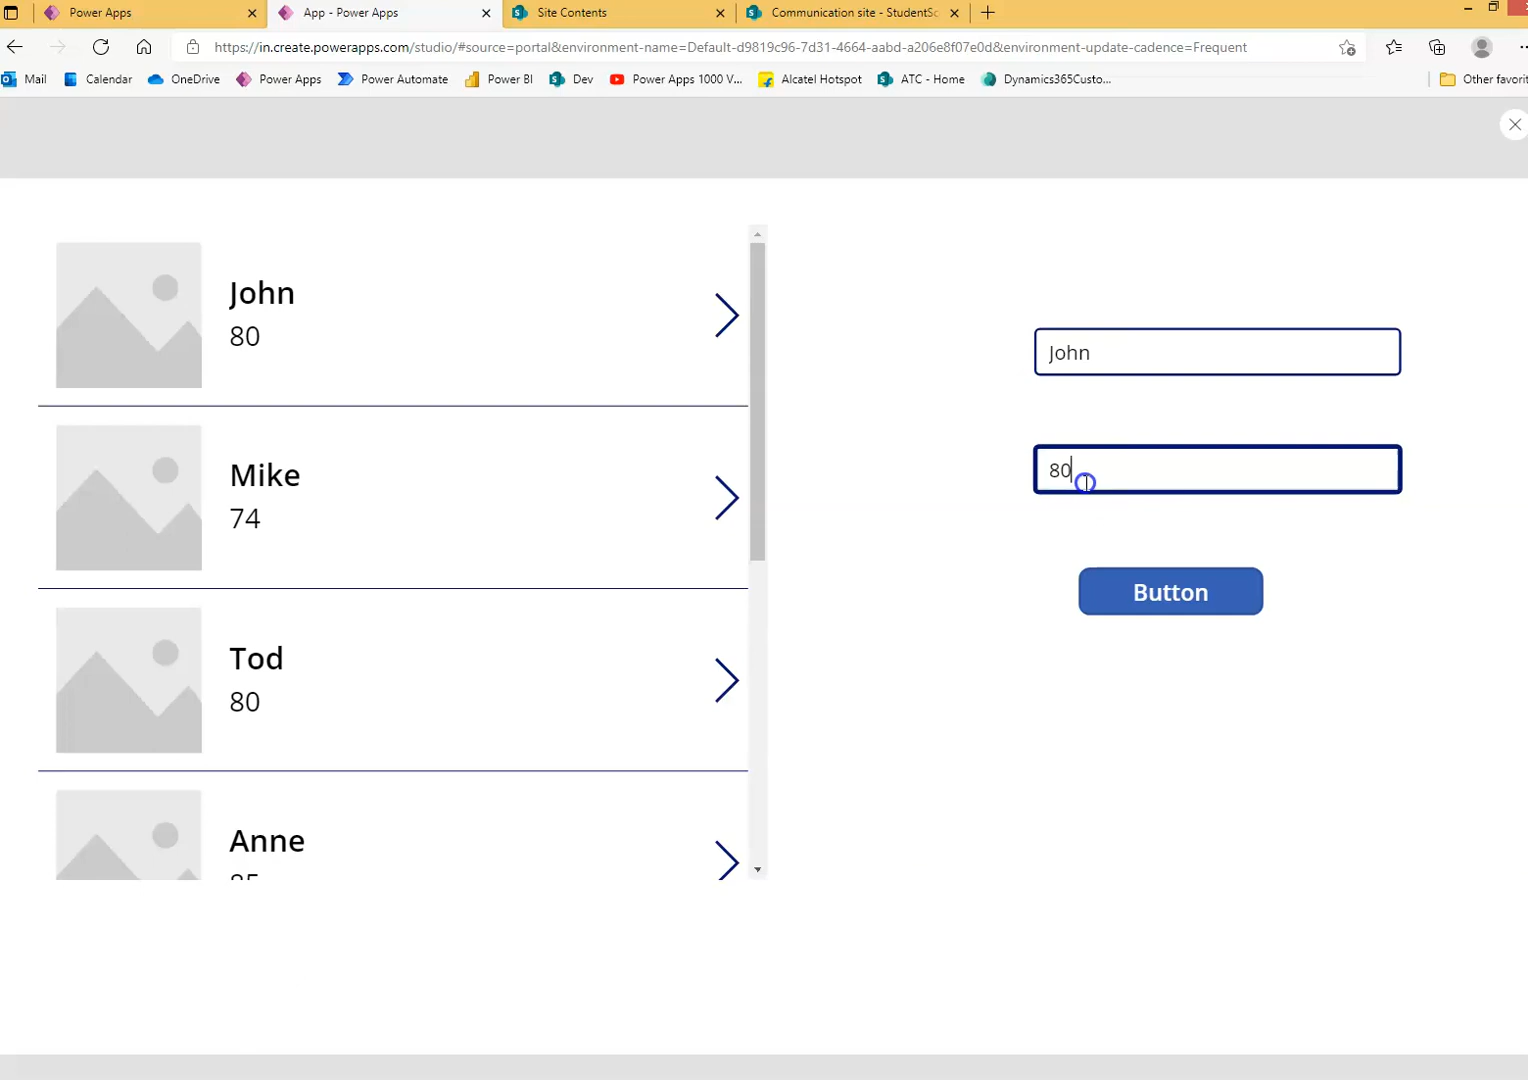 Power Apps
App - Power Apps
Site Contents
Communication site - StudentSc
https://in.create.powerapps.com/studio/#source=portal&environment-name=Default-d9819c96-7d31-4664-aabd-a206e8f07e0d&environment-update-cadence=Frequent
Mail
Calendar
OneDrive
Power Apps
Power Automate
Power BI
Dev
Power Apps 1000 V...
Alcatel Hotspot
ATC - Home
Dynamics365Custo...
Other favorit
John
80
Mike
74
Tod
80
Anne
85
John
80
Button